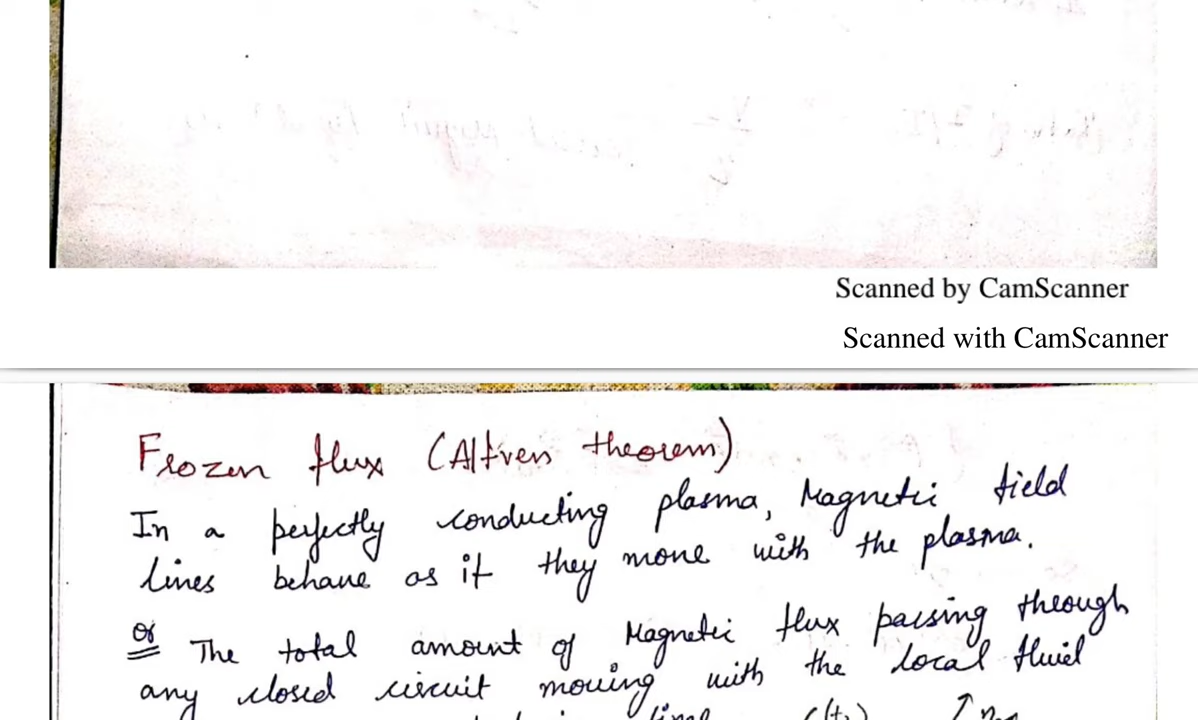 Scanned by CamScanner
Scanned with CamScanner
Frozen flux (Alfven theorem)
In a perfectly conducting plasma, Magnetic field
lines behave as if they move with the plasma.
or The total amount of Magnetic flux passing through
any closed circuit moving with the local fluid